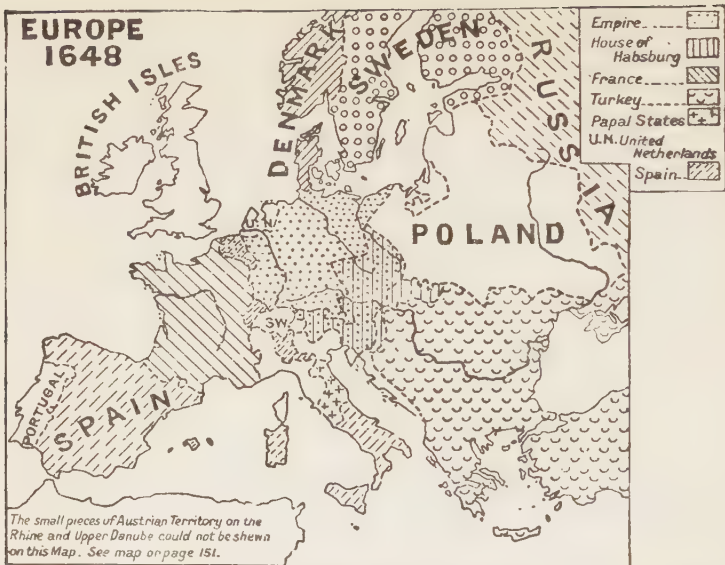 EUROPE
1648
BRITISH ISLES
DENMARK
SWEDEN
RUSSIA
POLAND
U.N.
SW.
PORTUGAL
SPAIN
Empire
House of
Habsburg
France
Turkey
Papal States
U.N. United
Netherlands
Spain
The small pieces of Austrian Territory on the
Rhine and Upper Danube could not be shewn
on this Map. See map or page 151.